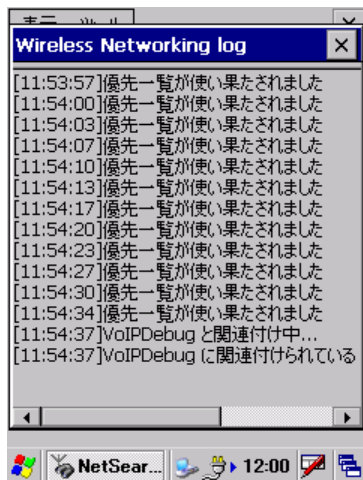 表示 ツール
Wireless Networking log
[11:53:57]優先一覧が使い果たされました
[11:54:00]優先一覧が使い果たされました
[11:54:03]優先一覧が使い果たされました
[11:54:07]優先一覧が使い果たされました
[11:54:10]優先一覧が使い果たされました
[11:54:13]優先一覧が使い果たされました
[11:54:17]優先一覧が使い果たされました
[11:54:20]優先一覧が使い果たされました
[11:54:23]優先一覧が使い果たされました
[11:54:27]優先一覧が使い果たされました
[11:54:30]優先一覧が使い果たされました
[11:54:34]優先一覧が使い果たされました
[11:54:37]VoIPDebug と関連付け中...
[11:54:37]VoIPDebug に関連付けられている
NetSear... 12:00